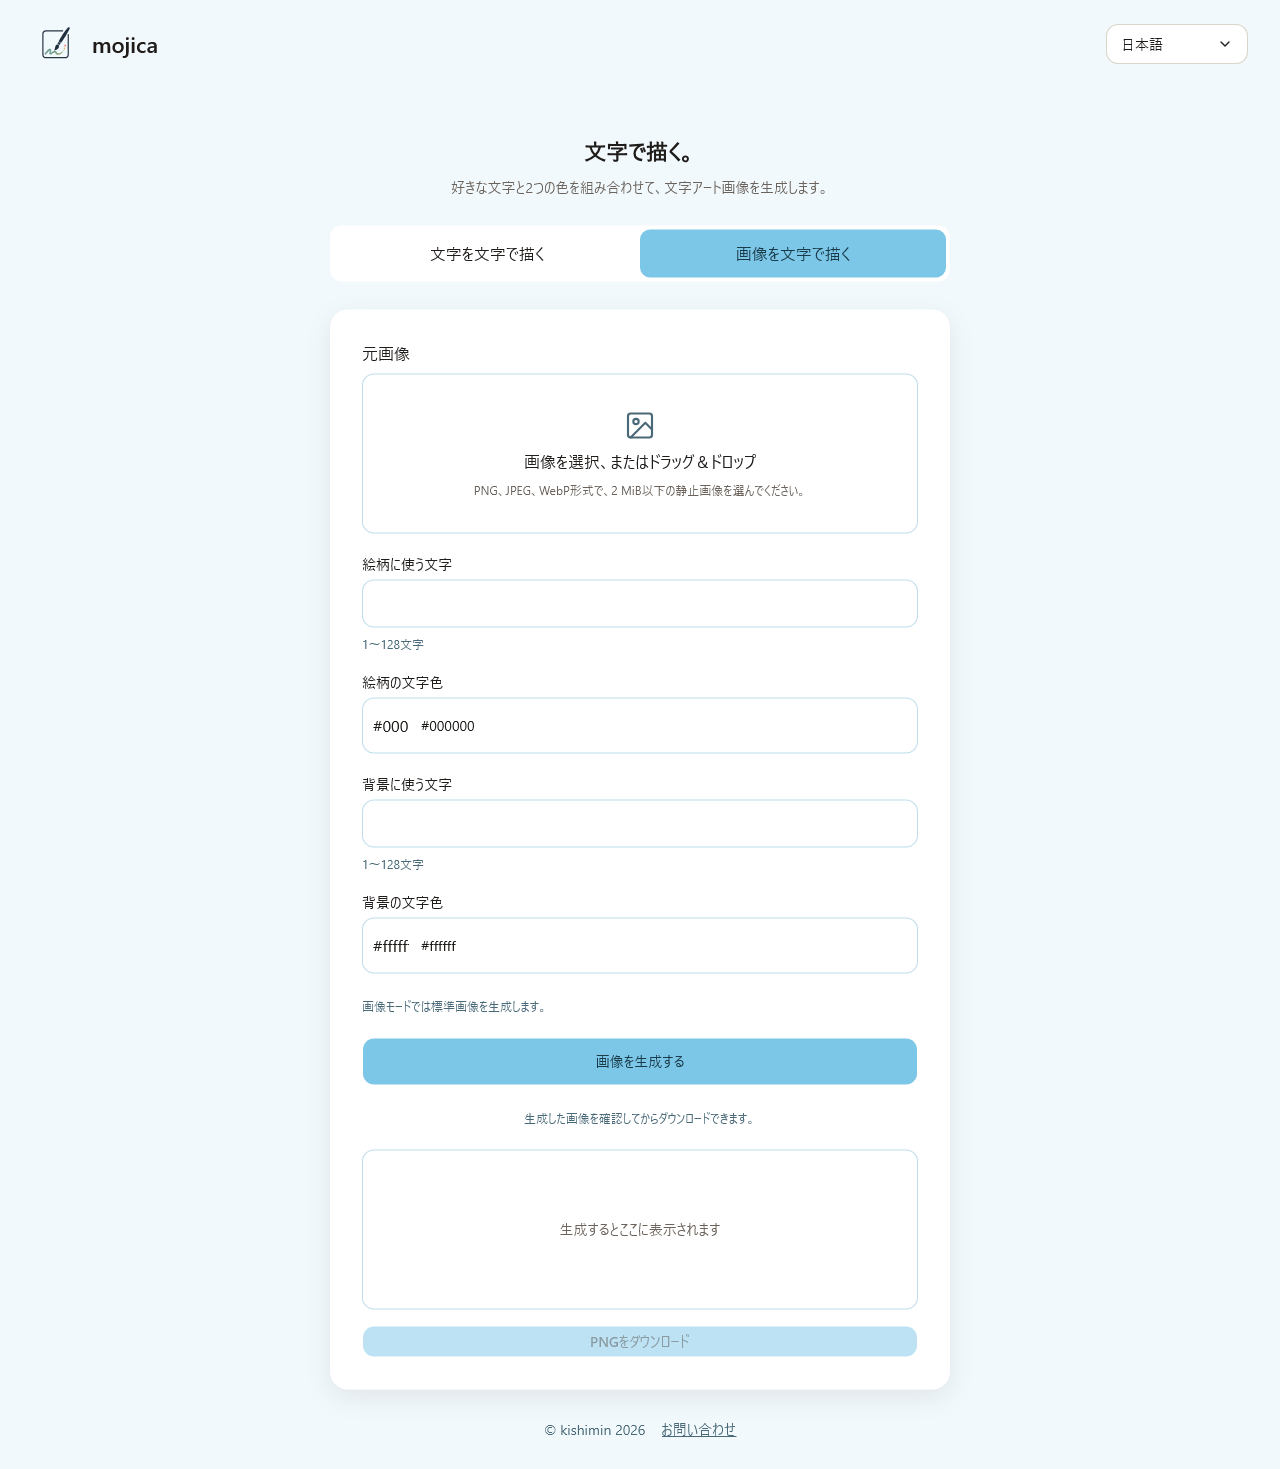 mojica
日本語
文字で描く。
好きな文字と2つの色を組み合わせて、文字アート画像を生成します。
文字を文字で描く
画像を文字で描く
元画像
画像を選択、またはドラッグ＆ドロップ
PNG、JPEG、WebP形式で、2 MiB以下の静止画像を選んでください。
絵柄に使う文字
1〜128文字
絵柄の文字色
#000 #000000
背景に使う文字
1〜128文字
背景の文字色
#fffff #ffffff
画像モードでは標準画像を生成します。
画像を生成する
生成した画像を確認してからダウンロードできます。
生成するとここに表示されます
PNGをダウンロード
© kishimin 2026 お問い合わせ